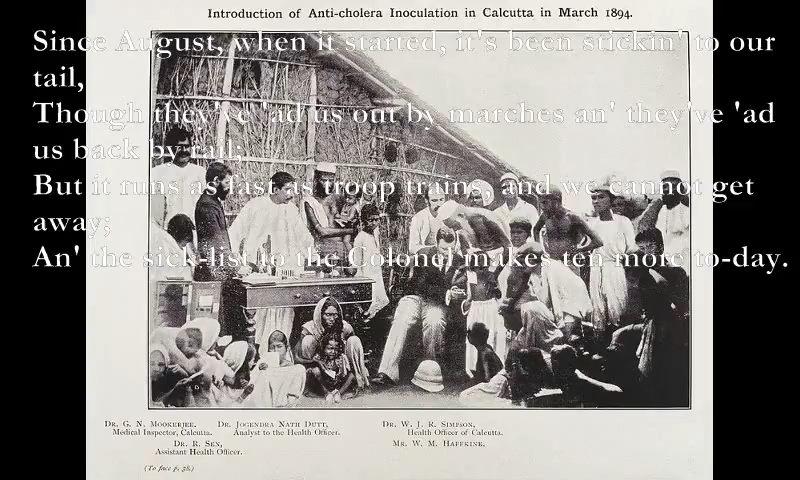 Introduction of Anti-cholera Inoculation in Calcutta in March 1894.
Since August, when it started, it's been stickin' to our
tail,
Though they've 'ad us out by marches an' they've 'ad
us back by rail;
But it runs as fast as troop trains, and we cannot get
away;
An' the sick-list to the Colonel makes ten more to-day.
Dr. G. N. Mookerjee. Dr. Jogendra Nath Dutt, Dr. W. J. R. Simpson,
Medical Inspector, Calcutta. Analyst to the Health Officer. Health Officer of Calcutta.
Dr. R. Sen, Mr. W. M. Haffkine.
Assistant Health Officer.
(To face p. 38.)